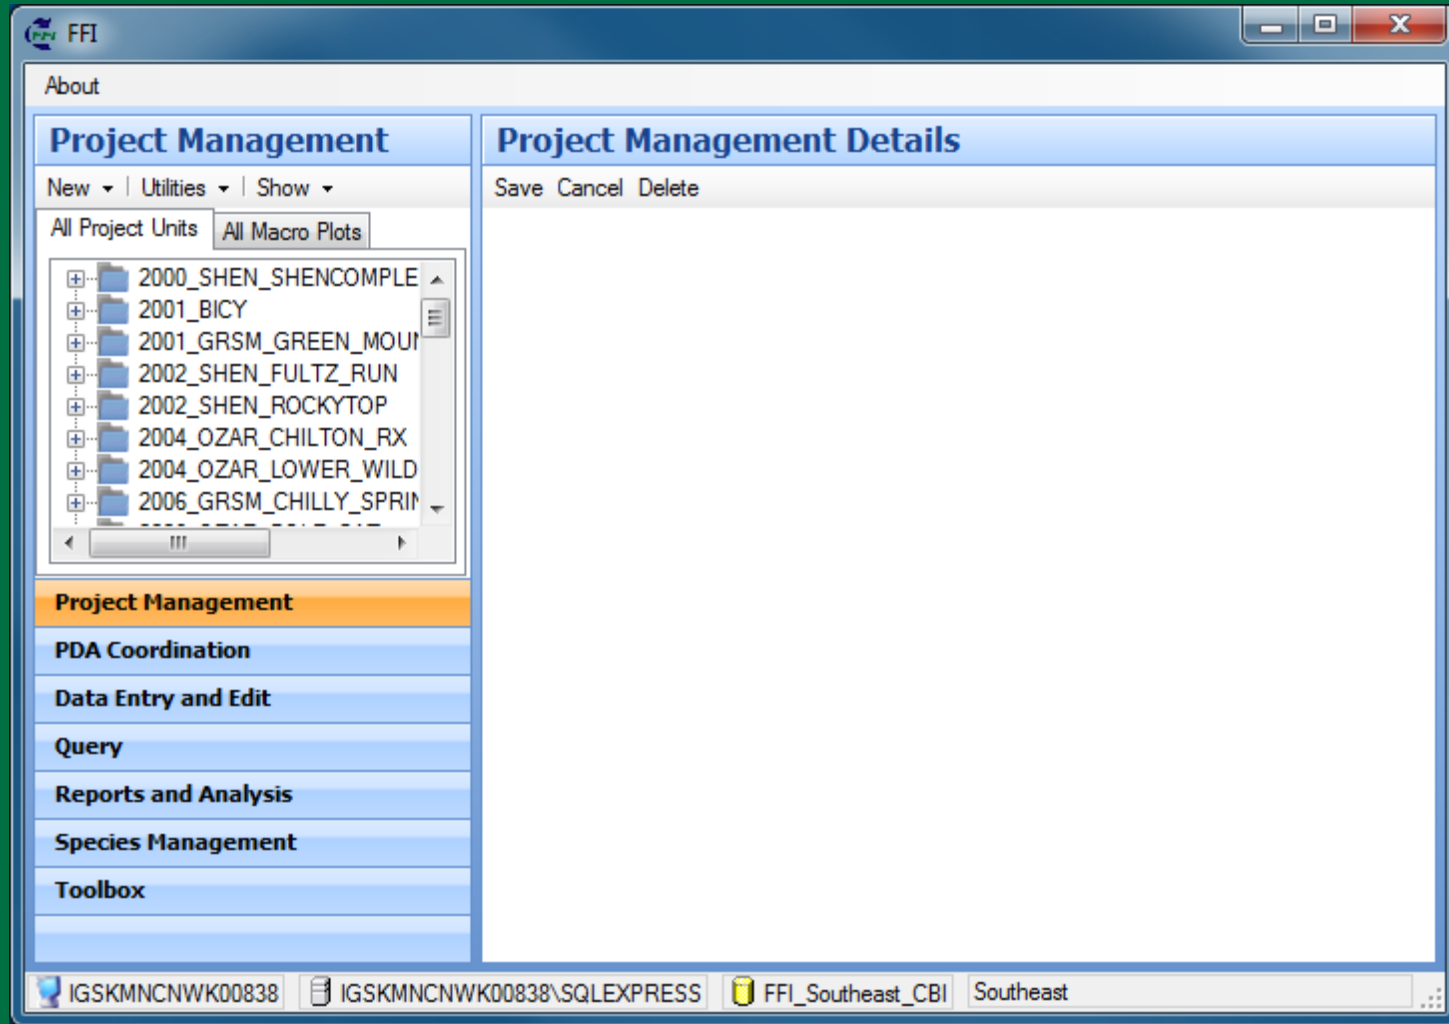 FFI
About
Project Management
New Utilities Show
All Project Units All Macro Plots
2000_SHEN_SHENCOMPLE
2001_BICY
2001_GRSM_GREEN_MOUN
2002_SHEN_FULTZ_RUN
2002_SHEN_ROCKYTOP
2004_OZAR_CHILTON_RX
2004_OZAR_LOWER_WILD
2006_GRSM_CHILLY_SPRIN
Project Management
PDA Coordination
Data Entry and Edit
Query
Reports and Analysis
Species Management
Toolbox
Project Management Details
Save Cancel Delete
IGSKMNCNWK00838 IGSKMNCNWK00838\SQLEXPRESS FFI_Southeast_CBI Southeast